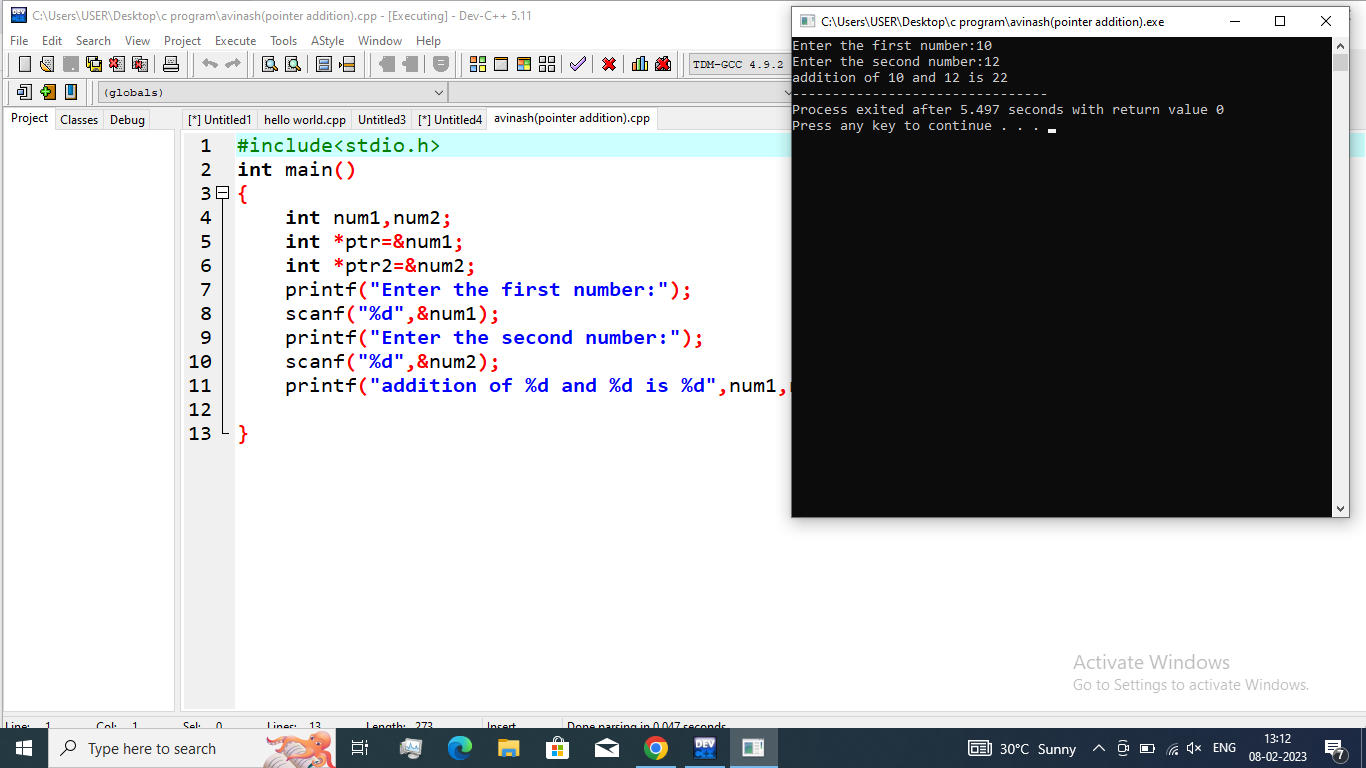 C:\Users\USER\Desktop\c program\avinash(pointer addition).cpp - [Executing] - Dev-C++ 5.11
File Edit Search View Project Execute Tools AStyle Window Help
TDM-GCC 4.9.2
(globals)
Project Classes Debug
[*] Untitled1 hello world.cpp Untitled3 [*] Untitled4 avinash(pointer addition).cpp
1 #include<stdio.h>
2 int main()
3 {
4 int num1,num2;
5 int *ptr=&num1;
6 int *ptr2=&num2;
7 printf("Enter the first number:");
8 scanf("%d",&num1);
9 printf("Enter the second number:");
10 scanf("%d",&num2);
11 printf("addition of %d and %d is %d",num1,
12
13 }
C:\Users\USER\Desktop\c program\avinash(pointer addition).exe
Enter the first number:10
Enter the second number:12
addition of 10 and 12 is 22
--------------------------------
Process exited after 5.497 seconds with return value 0
Press any key to continue . . .
Activate Windows
Go to Settings to activate Windows.
Line: 1 Col: 1 Sel: 0 Lines: 13 Length: 273 Insert Done parsing in 0.047 seconds
Type here to search
DEV
30°C Sunny
ENG
13:12
08-02-2023
7